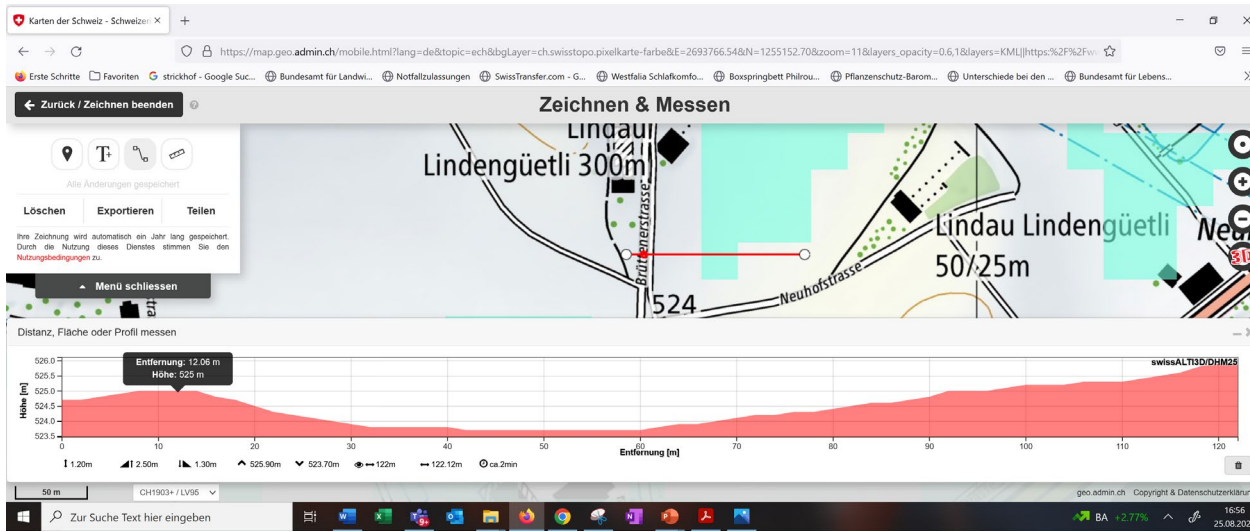 Karten der Schweiz - Schweizeri
https://map.geo.admin.ch/mobile.html?lang=de&topic=ech&bgLayer=ch.swisstopo.pixelkarte-farbe&E=2693766.54&N=1255152.70&zoom=11&layers_opacity=0.6,1&layers=KML||https:%2F%2Fw
Erste Schritte Favoriten strickhof - Google Suc... Bundesamt für Landwi... Notfallzulassungen SwissTransfer.com - G... Westfalia Schlafkomfo... Boxspringbett Philrou... Pflanzenschutz-Barom... Unterschiede bei den ... Bundesamt für Lebens...
Zurück / Zeichnen beenden
Zeichnen & Messen
T+
Alle Änderungen gespeichert
Löschen Exportieren Teilen
Ihre Zeichnung wird automatisch ein Jahr lang gespeichert.
Durch die Nutzung dieses Dienstes stimmen Sie den
Nutzungsbedingungen zu.
Menü schliessen
Lindau
Lindengüetli 300m
Brüttenerstrasse
Neuhofstrasse
524
Lindau Lindengüetli
50/25m
3D
Distanz, Fläche oder Profil messen
swissALTI3D/DHM25
Entfernung: 12.06 m
Höhe: 525 m
Höhe [m]
526.0
525.5
525.0
524.5
524.0
523.5
0 10 20 30 40 50 60 70 80 90 100 110 120
Entfernung [m]
1.20m 2.50m 1.30m 525.90m 523.70m 122m 122.12m ca.2min
50 m
CH1903+ / LV95
geo.admin.ch Copyright & Datenschutzerklärun
Zur Suche Text hier eingeben
9+
BA +2.77%
16:56
25.08.20